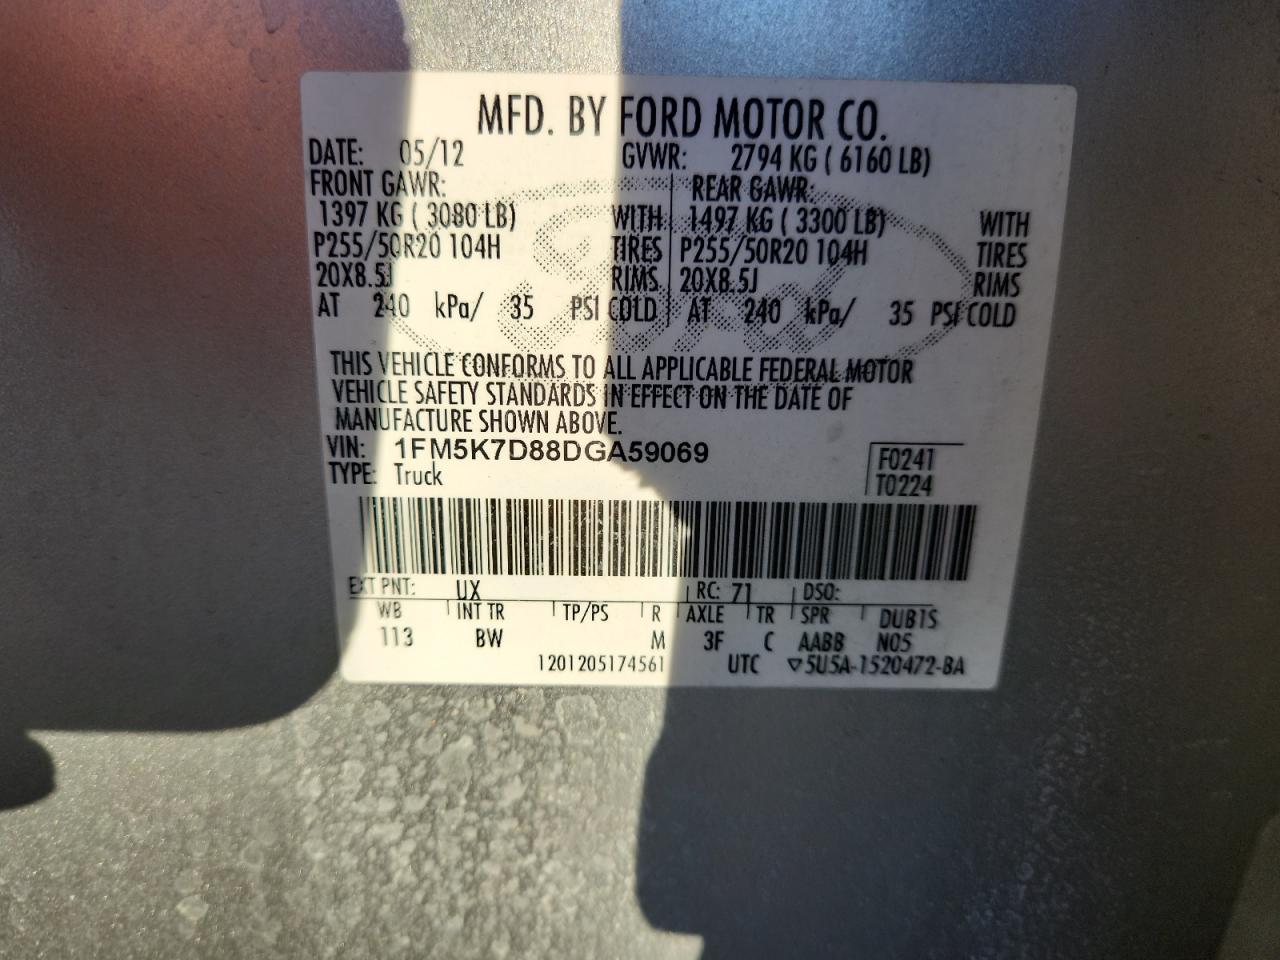 MFD. BY FORD MOTOR CO.
DATE: 05/12 GVWR: 2794 KG ( 6160 LB)
FRONT GAWR: REAR GAWR:
1397 KG ( 3080 LB) WITH 1497 KG ( 3300 LB) WITH
P255/50R20 104H TIRES P255/50R20 104H TIRES
20X8.5J RIMS 20X8.5J RIMS
AT 240 kPa/ 35 PSI COLD AT 240 kPa/ 35 PSI COLD
Ford
THIS VEHICLE CONFORMS TO ALL APPLICABLE FEDERAL MOTOR
VEHICLE SAFETY STANDARDS IN EFFECT ON THE DATE OF
MANUFACTURE SHOWN ABOVE.
VIN: 1FM5K7D88DGA59069 F0241
TYPE: Truck T0224
EXT PNT: UX RC: 71 DSO:
WB INT TR TP/PS R AXLE TR SPR DUB1S
113 BW M 3F C AABB N05
1201205174561 UTC ▽5U5A-1520472-BA